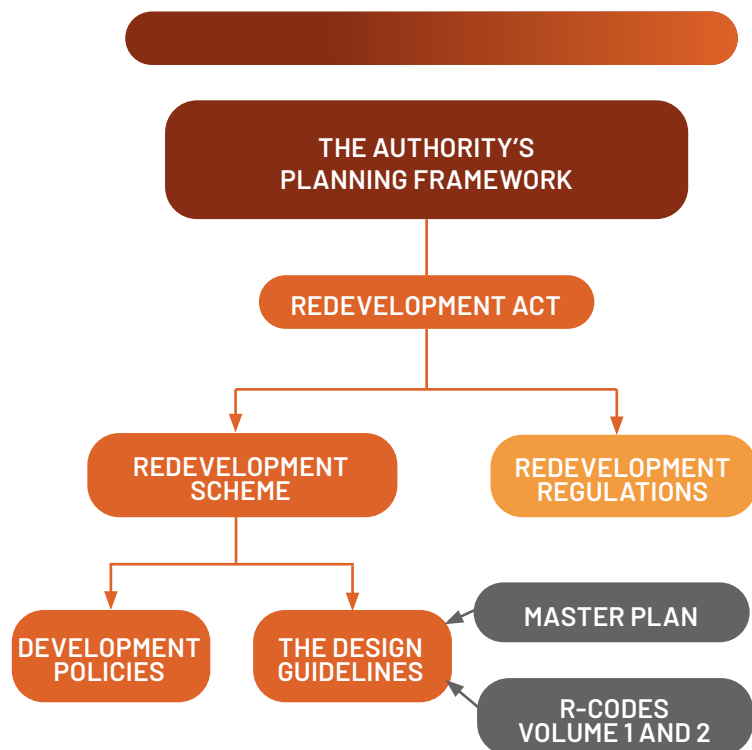 THE AUTHORITY’S
PLANNING FRAMEWORK
REDEVELOPMENT ACT
REDEVELOPMENT
SCHEME
REDEVELOPMENT
REGULATIONS
DEVELOPMENT
POLICIES
THE DESIGN
GUIDELINES
MASTER PLAN
R-CODES
VOLUME 1 AND 2